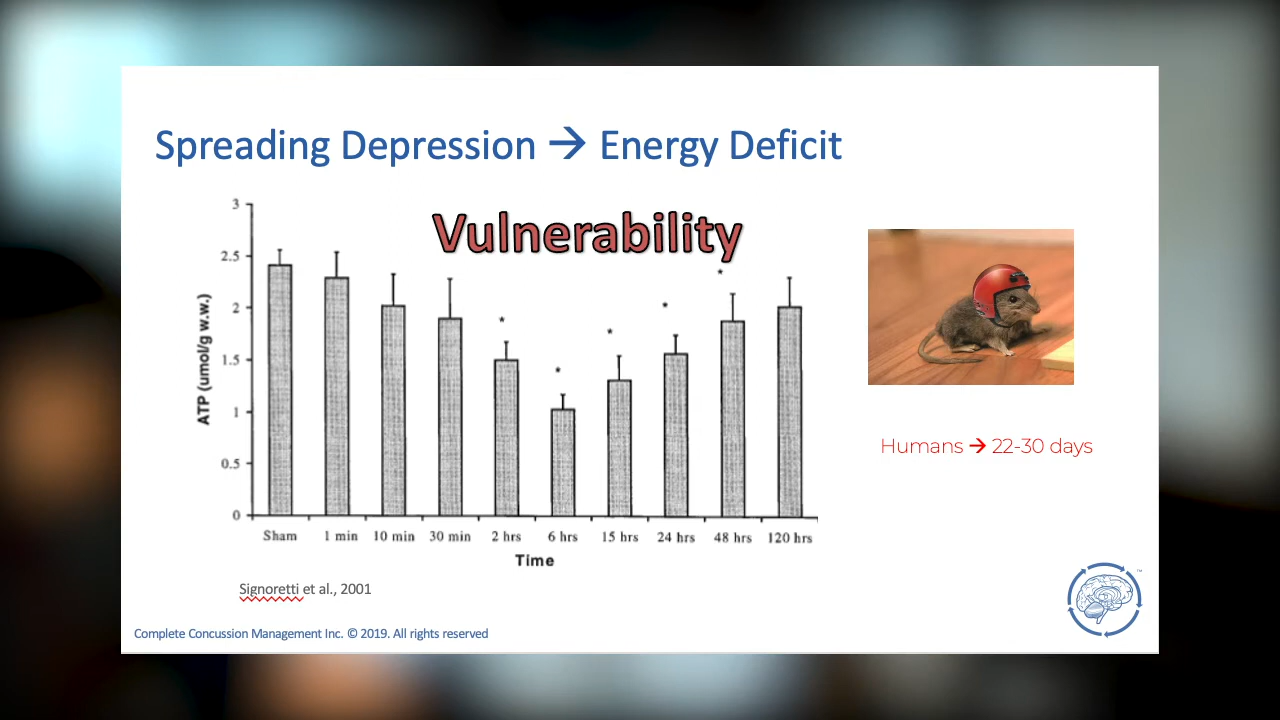 Spreading Depression → Energy Deficit
Vulnerability
3
2.5
2
1.5
1
0.5
0
ATP (umol/g w.w.)
* * * * *
Sham 1 min 10 min 30 min 2 hrs 6 hrs 15 hrs 24 hrs 48 hrs 120 hrs
Time
Humans → 22-30 days
Signoretti et al., 2001
Complete Concussion Management Inc. © 2019. All rights reserved
™